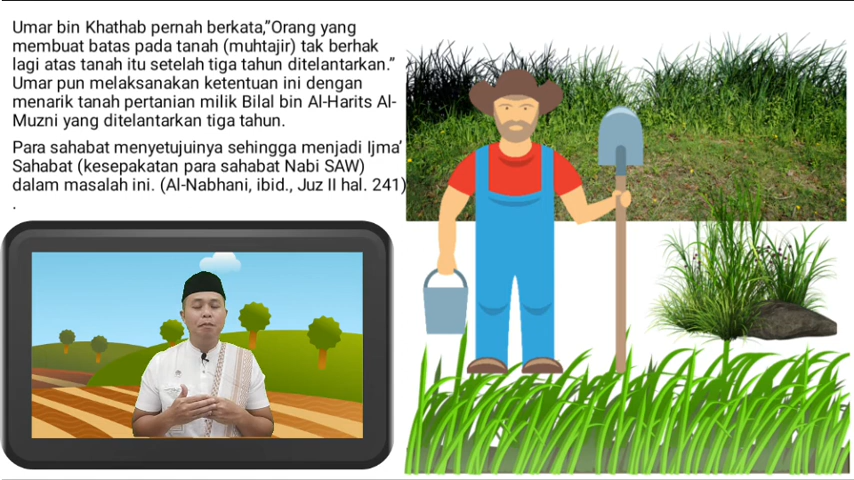 Umar bin Khathab pernah berkata,”Orang yang
membuat batas pada tanah (muhtajir) tak berhak
lagi atas tanah itu setelah tiga tahun ditelantarkan.”
Umar pun melaksanakan ketentuan ini dengan
menarik tanah pertanian milik Bilal bin Al-Harits Al-
Muzni yang ditelantarkan tiga tahun.
Para sahabat menyetujuinya sehingga menjadi Ijma’
Sahabat (kesepakatan para sahabat Nabi SAW)
dalam masalah ini. (Al-Nabhani, ibid., Juz II hal. 241)
.